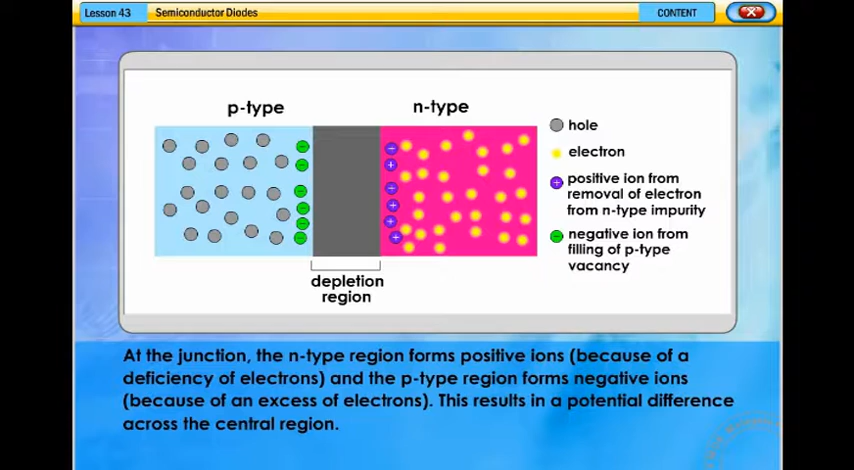 Lesson 43
Semiconductor Diodes
CONTENT
p-type
n-type
hole
electron
positive ion from
removal of electron
from n-type impurity
negative ion from
filling of p-type
vacancy
depletion
region
At the junction, the n-type region forms positive ions (because of a
deficiency of electrons) and the p-type region forms negative ions
(because of an excess of electrons). This results in a potential difference
across the central region.